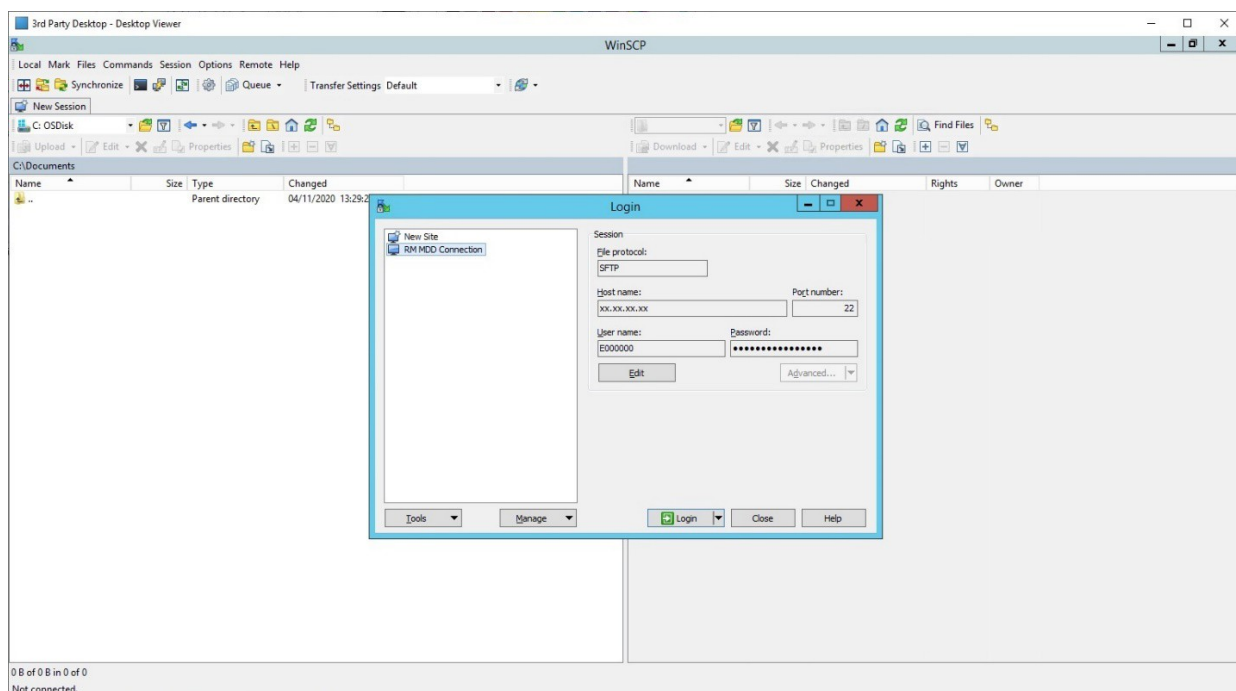 3rd Party Desktop - Desktop Viewer
WinSCP
Local Mark Files Commands Session Options Remote Help
Synchronize Queue Transfer Settings Default
New Session
C: OSDisk Find Files
Upload Edit Properties Download Edit Properties
C:\Documents
Name Size Type Changed Name Size Changed Rights Owner
.. Parent directory 04/11/2020 13:29:2
Login
New Site
RM MDD Connection
Session
File protocol:
SFTP
Host name: Port number:
xx.xx.xx.xx 22
User name: Password:
E000000 ••••••••••••••••
Edit Advanced...
Tools Manage Login Close Help
0 B of 0 B in 0 of 0
Not connected.